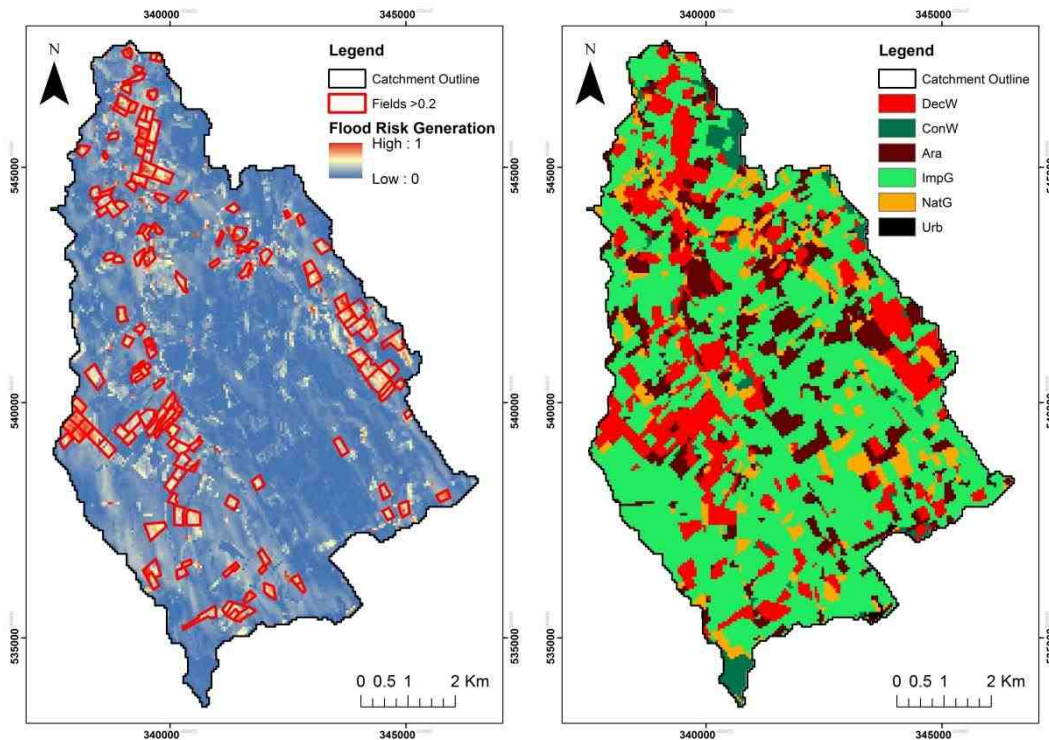 340000
345000
N
Legend
Catchment Outline
Fields >0.2
Flood Risk Generation
High : 1
Low : 0
545000
540000
535000
0 0.5 1 2 Km
340000
345000
340000
345000
N
Legend
Catchment Outline
DecW
ConW
Ara
ImpG
NatG
Urb
545000
540000
535000
0 0.5 1 2 Km
340000
345000